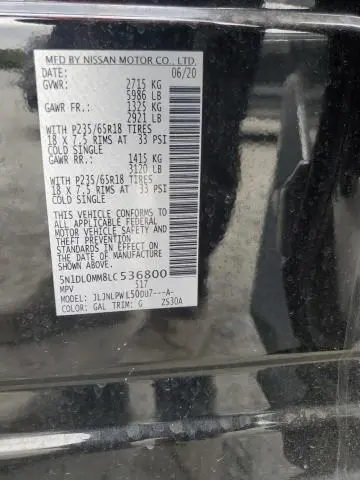 MFD BY NISSAN MOTOR CO., LTD.
DATE 06/20
GVWR: 2715 KG
5986 LB
GAWR FR.: 1325 KG
2921 LB
WITH P235/65R18 TIRES
18 X 7.5 RIMS AT 33 PSI
COLD SINGLE
GAWR RR.: 1415 KG
3120 LB
WITH P235/65R18 TIRES
18 X 7.5 RIMS AT 33 PSI
COLD SINGLE
THIS VEHICLE CONFORMS TO
ALL APPLICABLE FEDERAL
MOTOR VEHICLE SAFETY
AND THEFT PREVENTION
STANDARDS IN EFFECT
ON THE DATE OF
MANUFACTURE SHOWN ABOVE.
5N1DL0MM8LC536800
MPV 517
MODEL: JLJNLPWL50DU7---A-
COLOR: GAL TRIM: G ZS30A